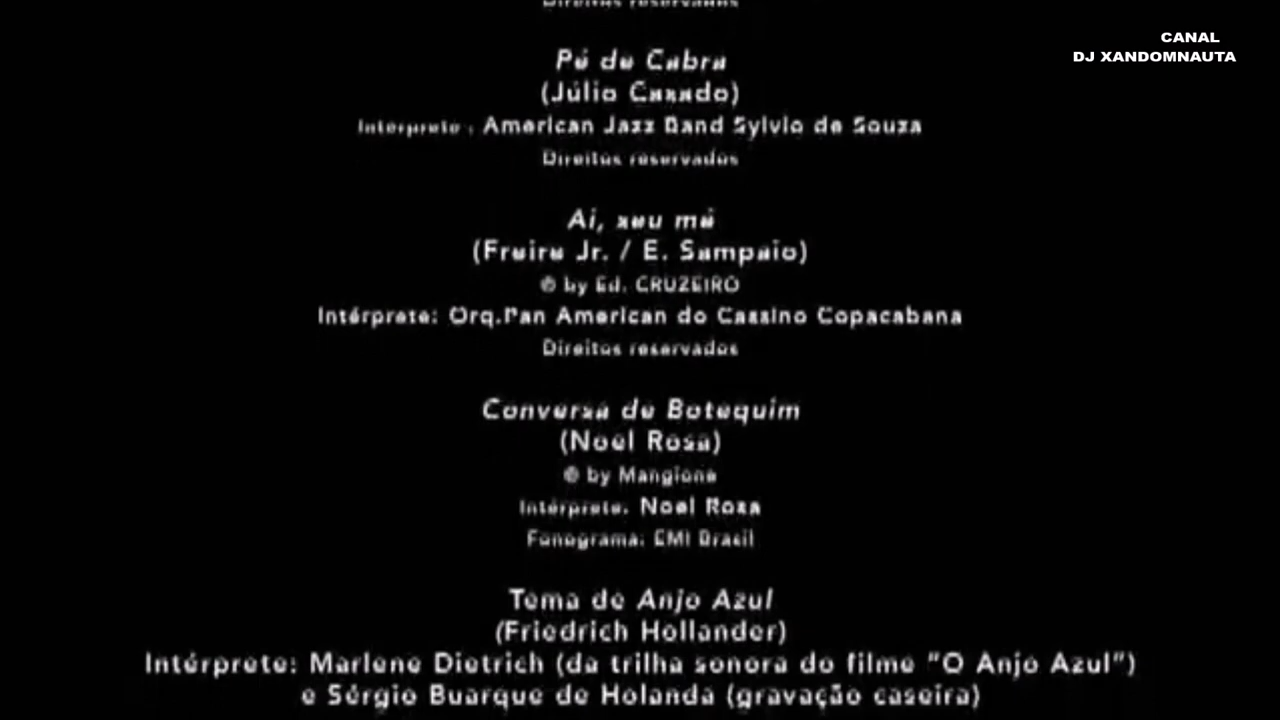 Direitos reservados
CANAL
DJ XANDOMNAUTA
Pé de Cabra
(Júlio Casado)
Intérprete : American Jazz Band Sylvio de Souza
Direitos reservados
Ai, seu mé
(Freire Jr. / E. Sampaio)
© by Ed. CRUZEIRO
Intérprete: Orq.Pan American do Cassino Copacabana
Direitos reservados
Conversa de Botequim
(Noel Rosa)
© by Mangione
Intérprete: Noel Rosa
Fonograma: EMI Brasil
Tema de Anjo Azul
(Friedrich Hollander)
Intérprete: Marlene Dietrich (da trilha sonora do filme "O Anjo Azul")
e Sérgio Buarque de Holanda (gravação caseira)